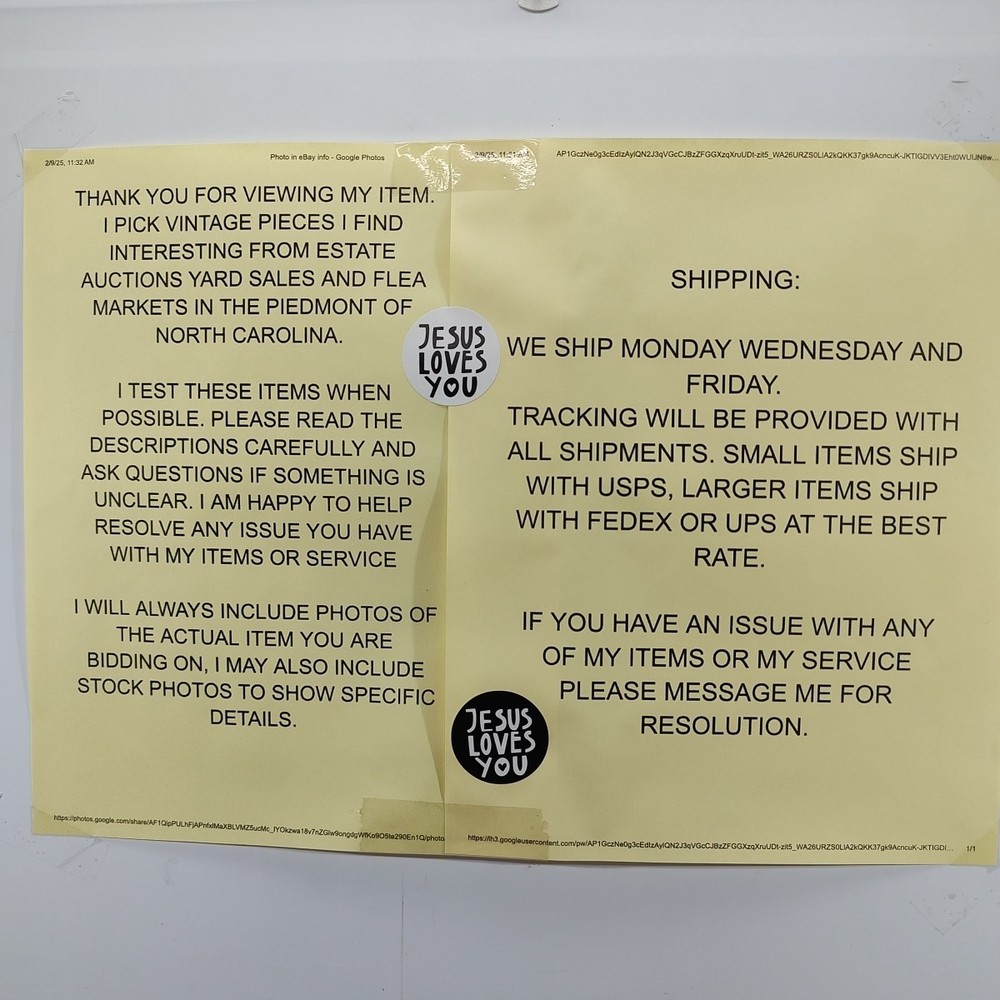 2/9/25, 11:32 AM
Photo in eBay info - Google Photos
THANK YOU FOR VIEWING MY ITEM.
I PICK VINTAGE PIECES I FIND
INTERESTING FROM ESTATE
AUCTIONS YARD SALES AND FLEA
MARKETS IN THE PIEDMONT OF
NORTH CAROLINA.
I TEST THESE ITEMS WHEN
POSSIBLE. PLEASE READ THE
DESCRIPTIONS CAREFULLY AND
ASK QUESTIONS IF SOMETHING IS
UNCLEAR. I AM HAPPY TO HELP
RESOLVE ANY ISSUE YOU HAVE
WITH MY ITEMS OR SERVICE
I WILL ALWAYS INCLUDE PHOTOS OF
THE ACTUAL ITEM YOU ARE
BIDDING ON, I MAY ALSO INCLUDE
STOCK PHOTOS TO SHOW SPECIFIC
DETAILS.
JESUS
LOVES
YOU
SHIPPING:
WE SHIP MONDAY WEDNESDAY AND
FRIDAY.
TRACKING WILL BE PROVIDED WITH
ALL SHIPMENTS. SMALL ITEMS SHIP
WITH USPS, LARGER ITEMS SHIP
WITH FEDEX OR UPS AT THE BEST
RATE.
IF YOU HAVE AN ISSUE WITH ANY
OF MY ITEMS OR MY SERVICE
PLEASE MESSAGE ME FOR
RESOLUTION.
JESUS
LOVES
YOU
1/1